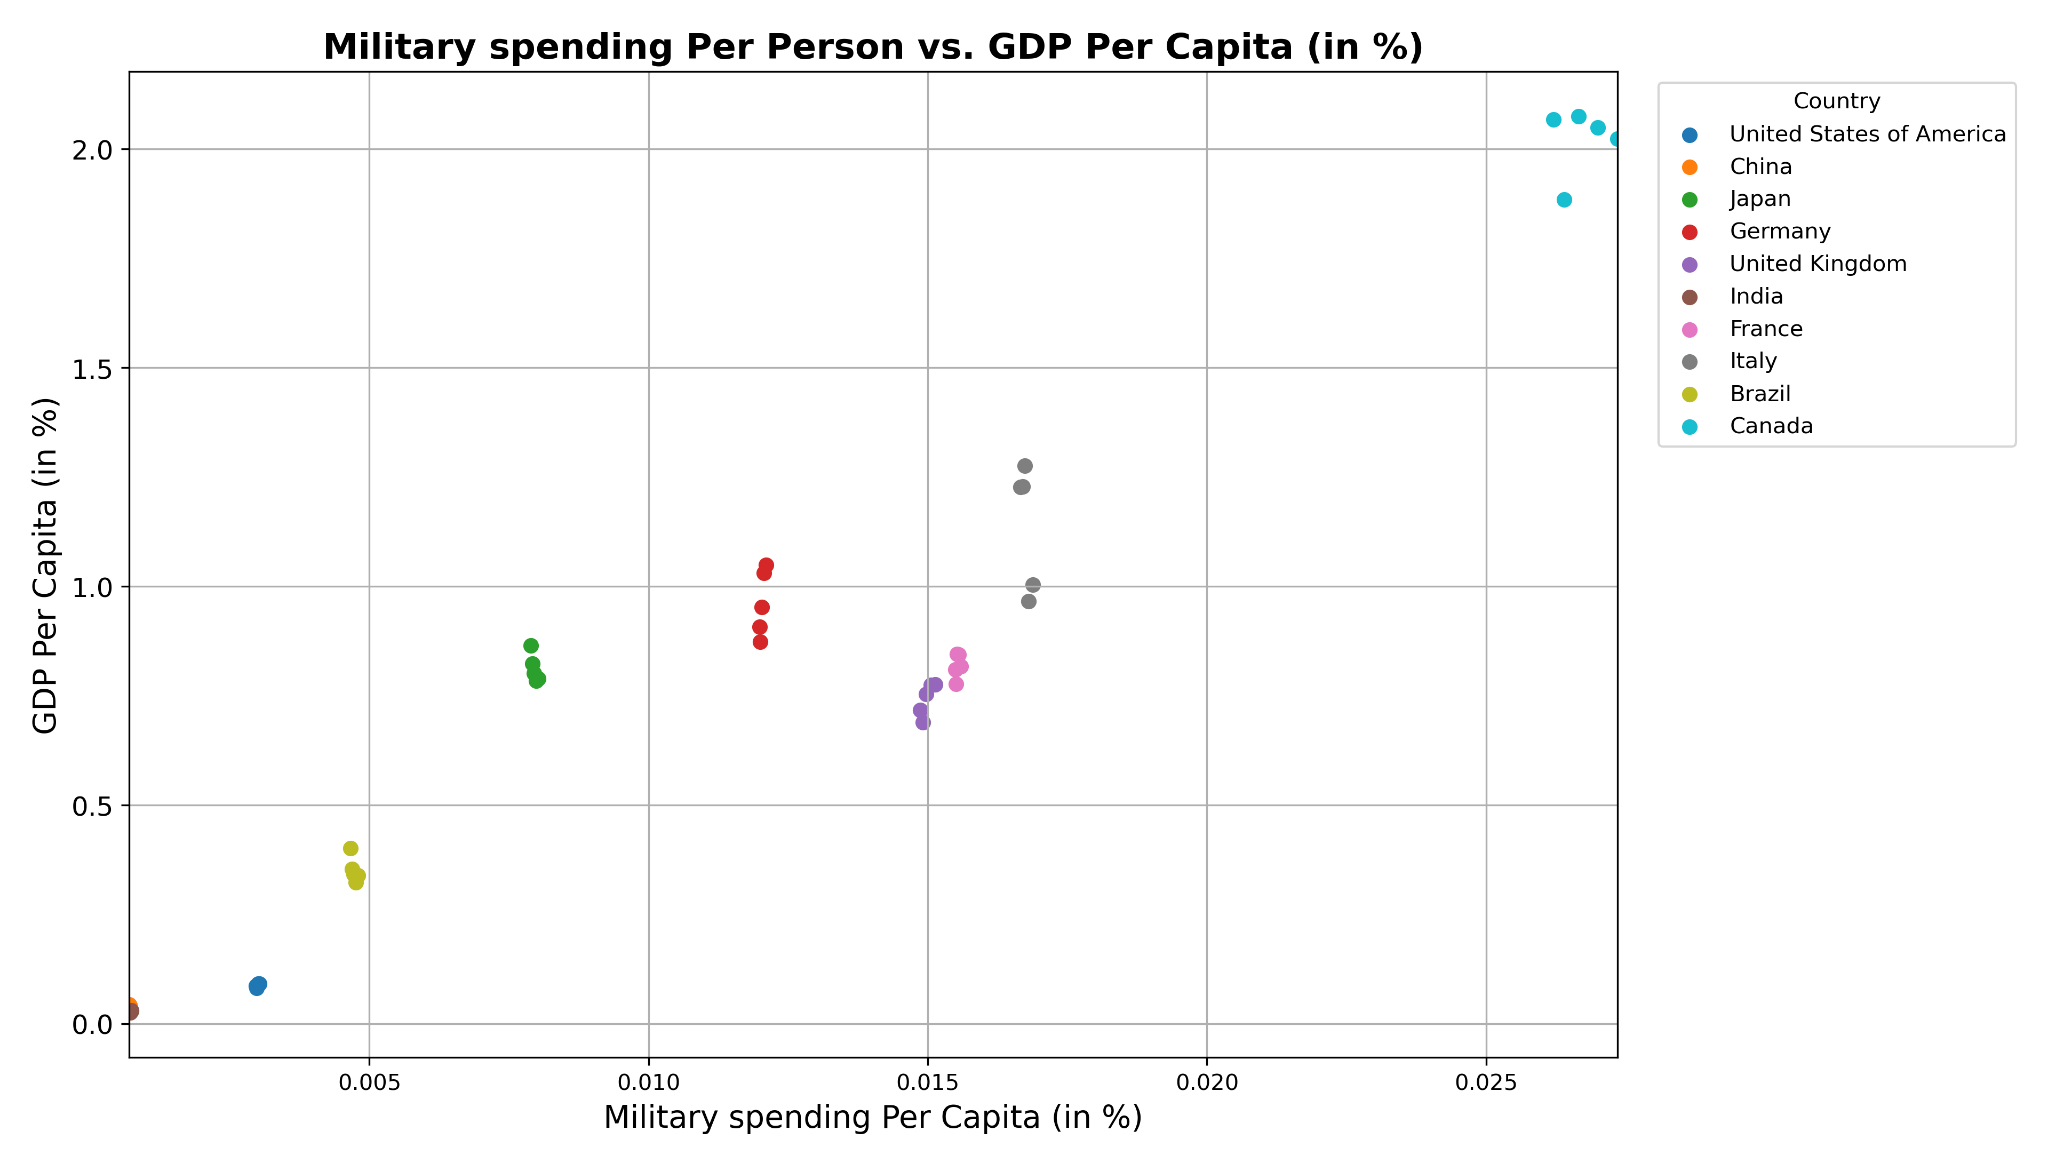 Military spending Per Person vs. GDP Per Capita (in %)
GDP Per Capita (in %)
2.0
1.5
1.0
0.5
0.0
0.005
0.010
0.015
0.020
0.025
Military spending Per Capita (in %)
Country
United States of America
China
Japan
Germany
United Kingdom
India
France
Italy
Brazil
Canada